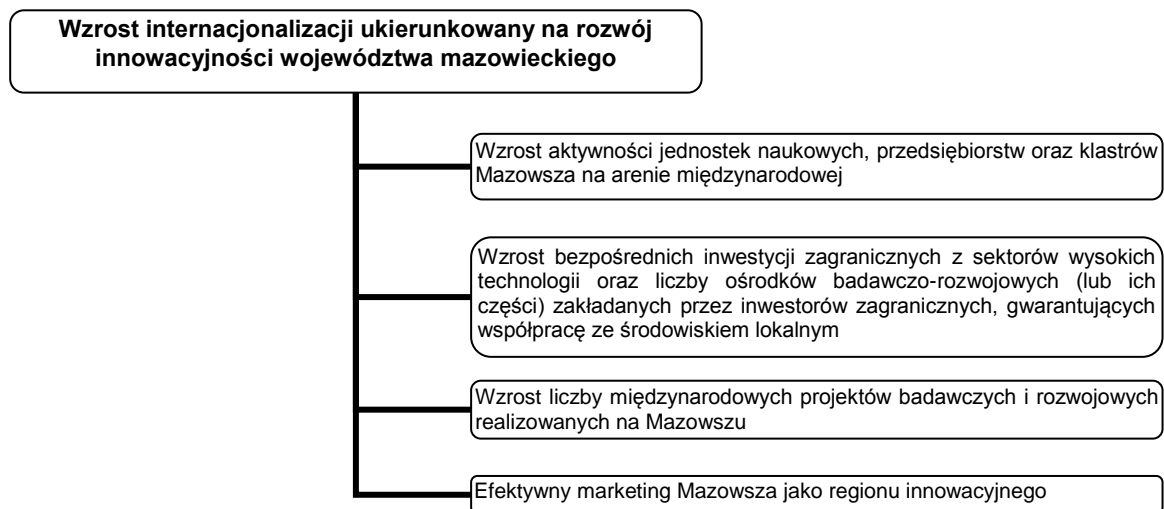 Wzrost internacjonalizacji ukierunkowany na rozwój
innowacyjności województwa mazowieckiego
Wzrost aktywności jednostek naukowych, przedsiębiorstw oraz klastrów
Mazowsza na arenie międzynarodowej
Wzrost bezpośrednich inwestycji zagranicznych z sektorów wysokich
technologii oraz liczby ośrodków badawczo-rozwojowych (lub ich
części) zakładanych przez inwestorów zagranicznych, gwarantujących
współpracę ze środowiskiem lokalnym
Wzrost liczby międzynarodowych projektów badawczych i rozwojowych
realizowanych na Mazowszu
Efektywny marketing Mazowsza jako regionu innowacyjnego